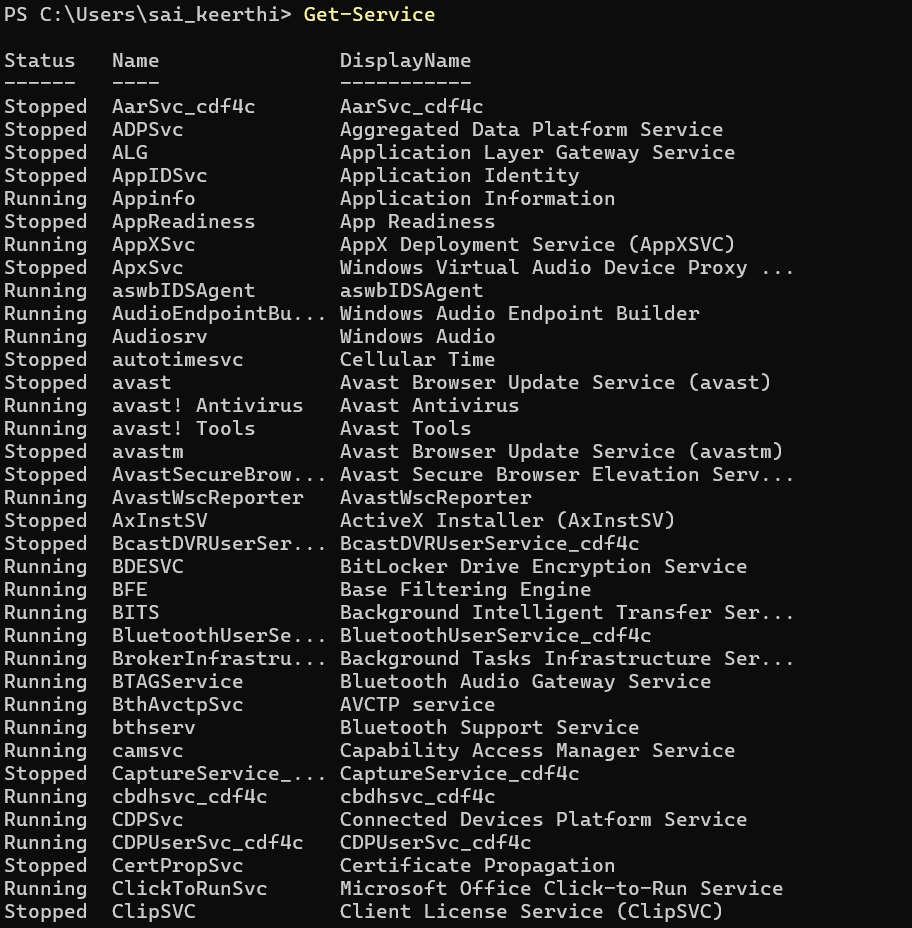 PS C:\Users\sai_keerthi> Get-Service
Status Name DisplayName
------ ---- -----------
Stopped AarSvc_cdf4c AarSvc_cdf4c
Stopped ADPSvc Aggregated Data Platform Service
Stopped ALG Application Layer Gateway Service
Stopped AppIDSvc Application Identity
Running Appinfo Application Information
Stopped AppReadiness App Readiness
Running AppXSvc AppX Deployment Service (AppXSVC)
Stopped ApxSvc Windows Virtual Audio Device Proxy ...
Running aswbIDSAgent aswbIDSAgent
Running AudioEndpointBu... Windows Audio Endpoint Builder
Running Audiosrv Windows Audio
Stopped autotimesvc Cellular Time
Stopped avast Avast Browser Update Service (avast)
Running avast! Antivirus Avast Antivirus
Running avast! Tools Avast Tools
Stopped avastm Avast Browser Update Service (avastm)
Stopped AvastSecureBrow... Avast Secure Browser Elevation Serv...
Running AvastWscReporter AvastWscReporter
Stopped AxInstSV ActiveX Installer (AxInstSV)
Stopped BcastDVRUserSer... BcastDVRUserService_cdf4c
Running BDESVC BitLocker Drive Encryption Service
Running BFE Base Filtering Engine
Running BITS Background Intelligent Transfer Ser...
Running BluetoothUserSe... BluetoothUserService_cdf4c
Running BrokerInfrastru... Background Tasks Infrastructure Ser...
Running BTAGService Bluetooth Audio Gateway Service
Running BthAvctpSvc AVCTP service
Running bthserv Bluetooth Support Service
Running camsvc Capability Access Manager Service
Stopped CaptureService_... CaptureService_cdf4c
Running cbdhsvc_cdf4c cbdhsvc_cdf4c
Running CDPSvc Connected Devices Platform Service
Running CDPUserSvc_cdf4c CDPUserSvc_cdf4c
Stopped CertPropSvc Certificate Propagation
Running ClickToRunSvc Microsoft Office Click-to-Run Service
Stopped ClipSVC Client License Service (ClipSVC)